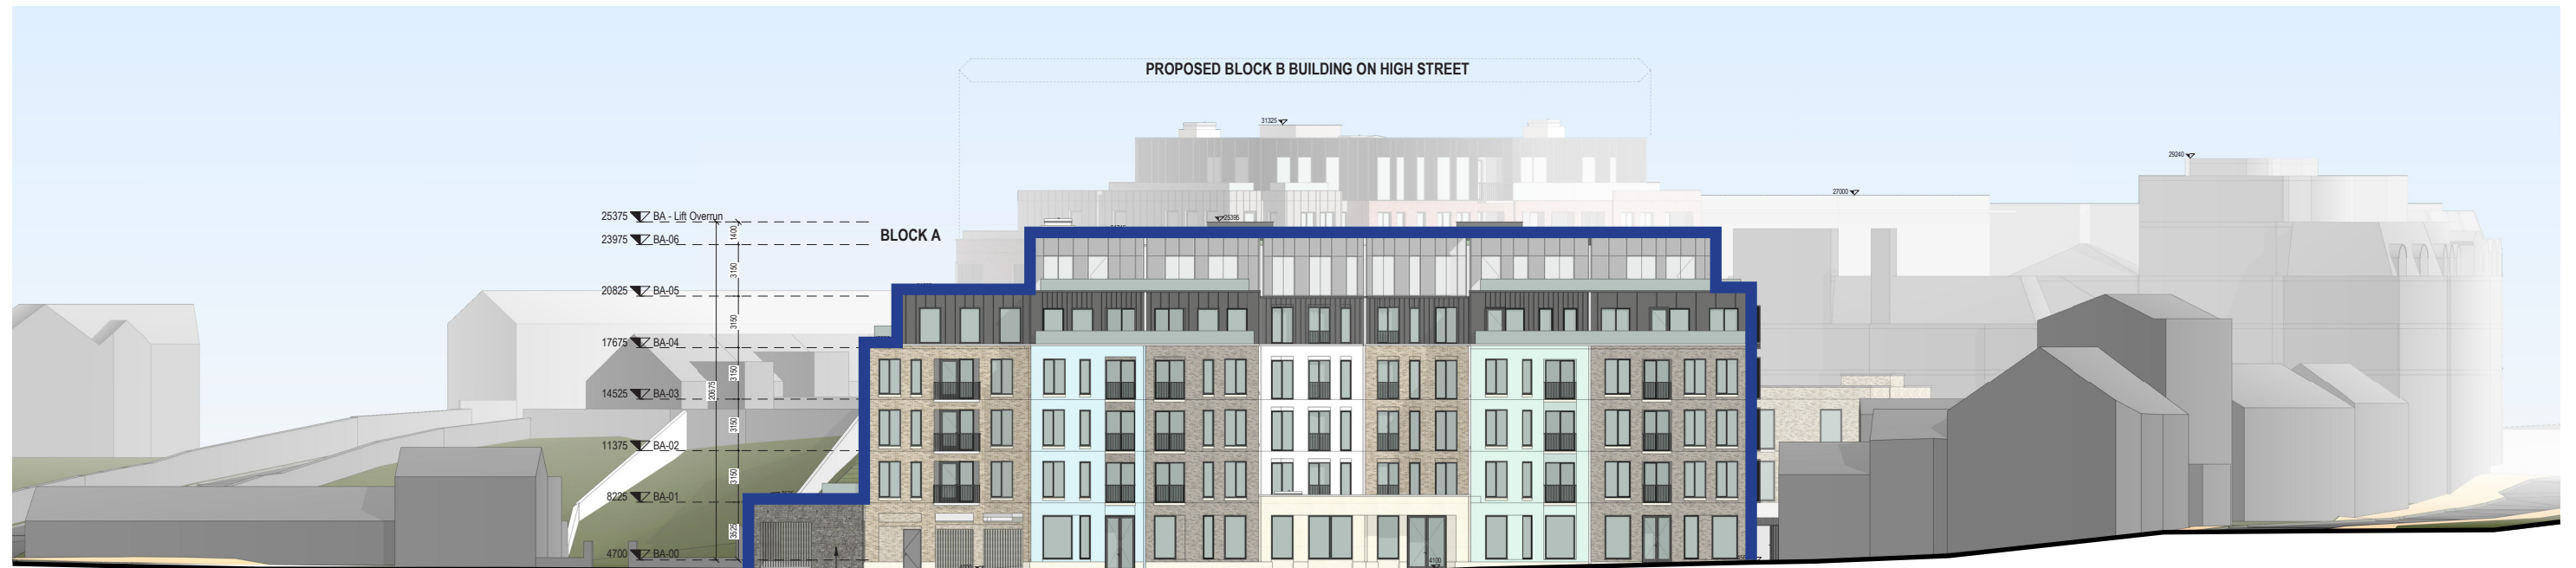 PROPOSED BLOCK B BUILDING ON HIGH STREET
31325
29240
27000
25375 BA - Lift Overrun
25395
1400
BLOCK A
23975 BA-06
3150
20825 BA-05
3150
17675 BA-04
3150
20675
14525 BA-03
3150
11375 BA-02
3150
8225 BA-01
3525
4700 BA-00
4100